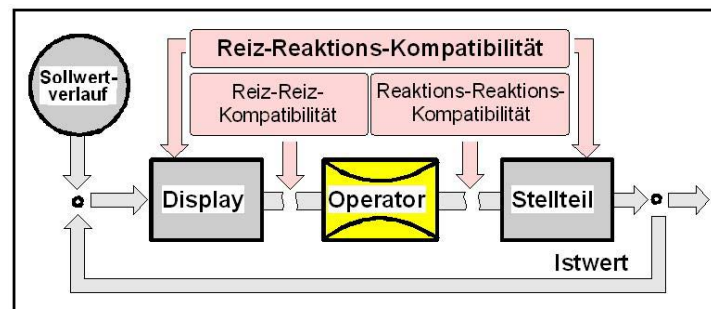 Reiz-Reaktions-Kompatibilität
Sollwert-
verlauf
Reiz-Reiz-
Kompatibilität
Reaktions-Reaktions-
Kompatibilität
Display
Operator
Stellteil
Istwert